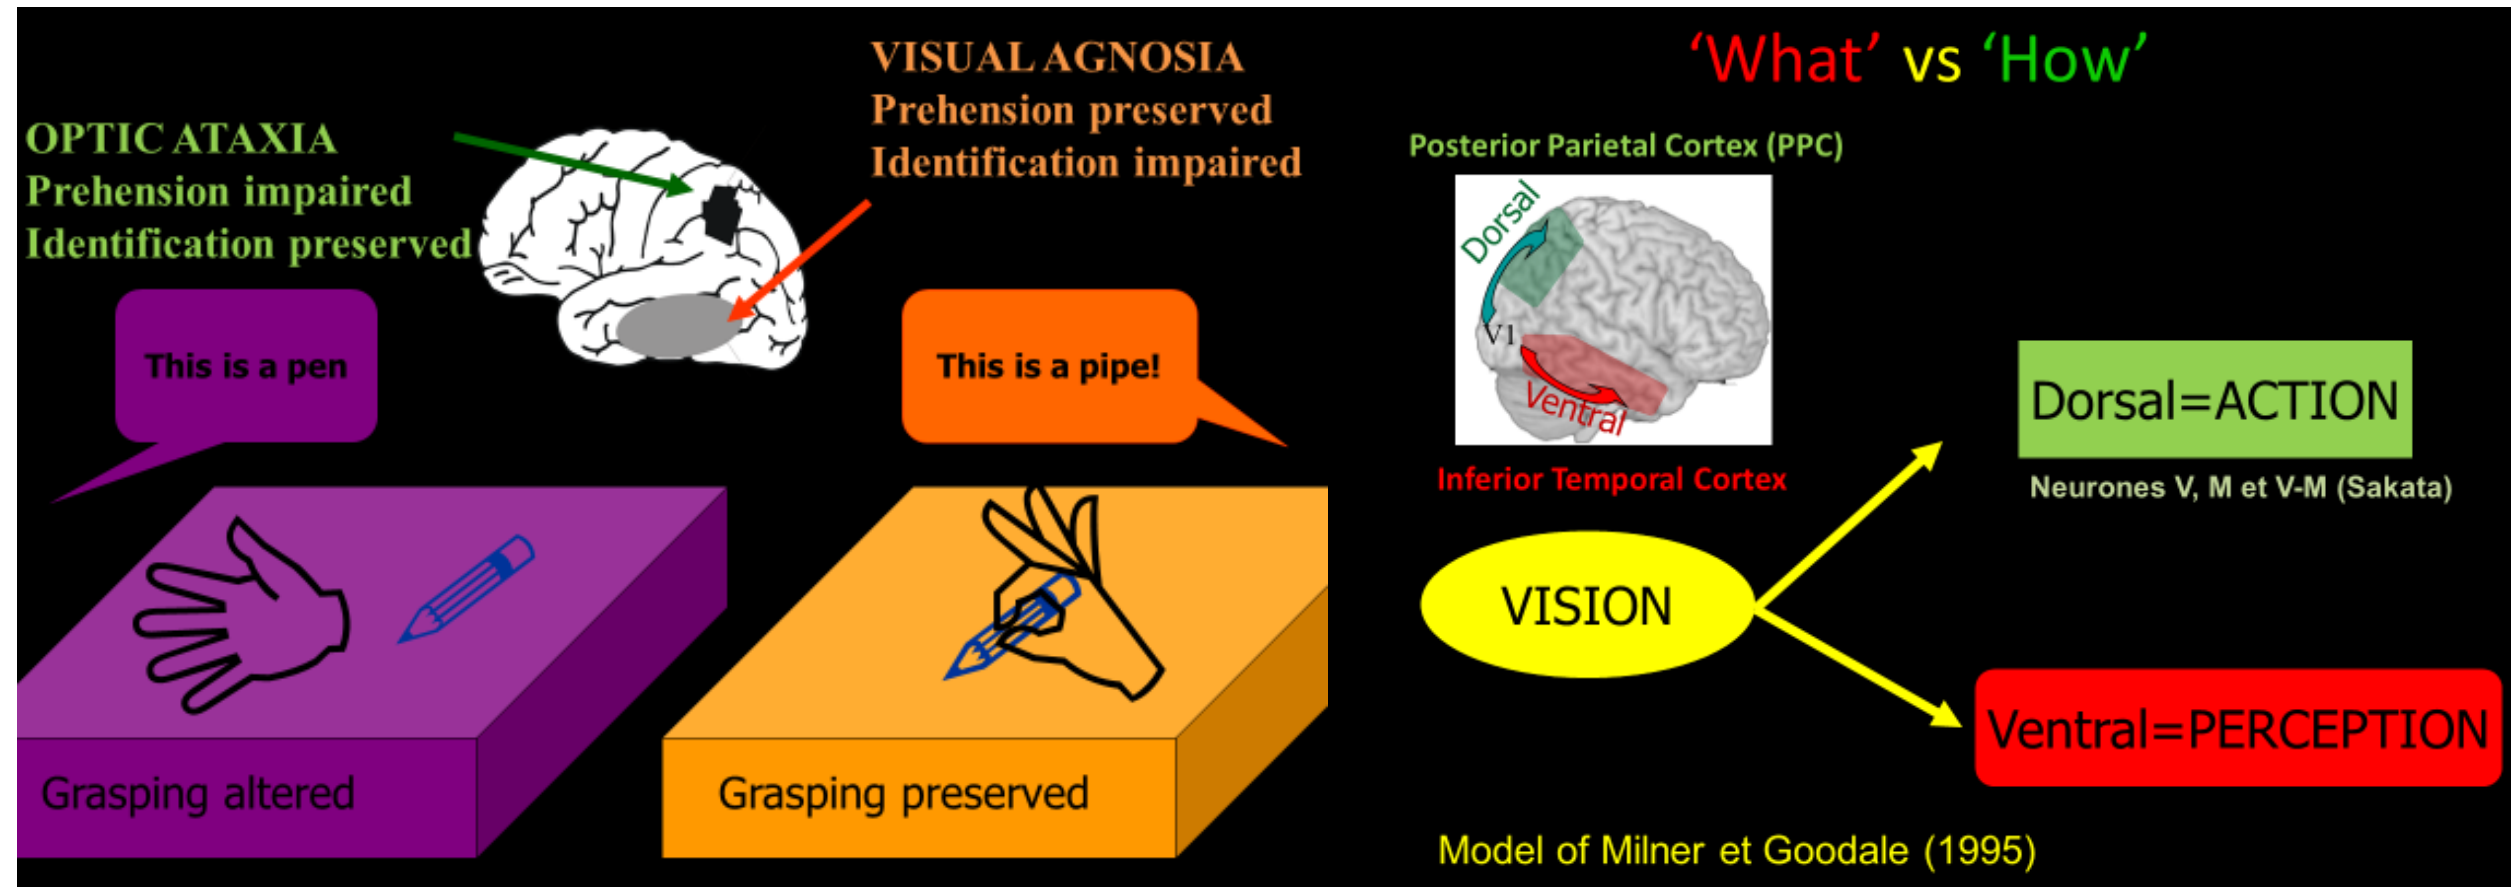 OPTIC ATAXIA
Prehension impaired
Identification preserved
VISUAL AGNOSIA
Prehension preserved
Identification impaired
This is a pen
This is a pipe!
Grasping altered
Grasping preserved
‘What’ vs ‘How’
Posterior Parietal Cortex (PPC)
Dorsal
V1
Ventral
Inferior Temporal Cortex
Dorsal=ACTION
Neurones V, M et V-M (Sakata)
VISION
Ventral=PERCEPTION
Model of Milner et Goodale (1995)